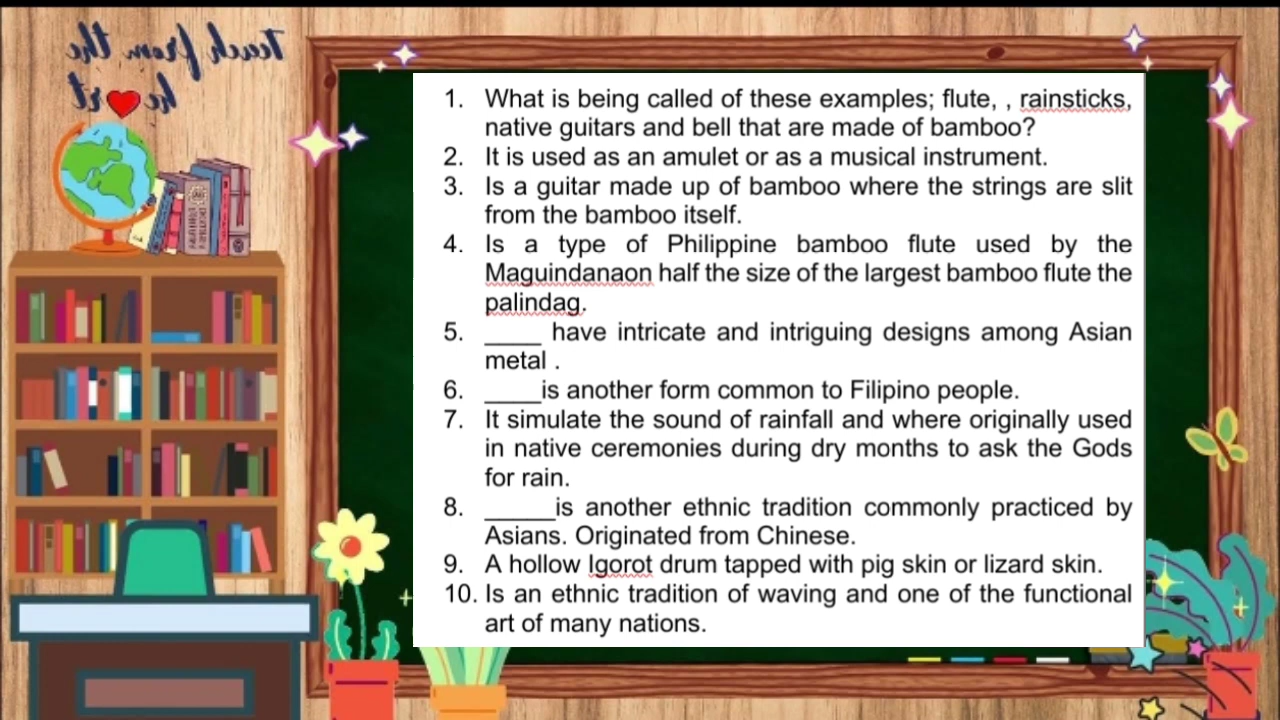 Teach from the
he rt
1. What is being called of these examples; flute, , rainsticks,
native guitars and bell that are made of bamboo?
2. It is used as an amulet or as a musical instrument.
3. Is a guitar made up of bamboo where the strings are slit
from the bamboo itself.
4. Is a type of Philippine bamboo flute used by the
Maguindanaon half the size of the largest bamboo flute the
palindag.
5. ____ have intricate and intriguing designs among Asian
metal .
6. ____is another form common to Filipino people.
7. It simulate the sound of rainfall and where originally used
in native ceremonies during dry months to ask the Gods
for rain.
8. _____is another ethnic tradition commonly practiced by
Asians. Originated from Chinese.
9. A hollow Igorot drum tapped with pig skin or lizard skin.
10. Is an ethnic tradition of waving and one of the functional
art of many nations.